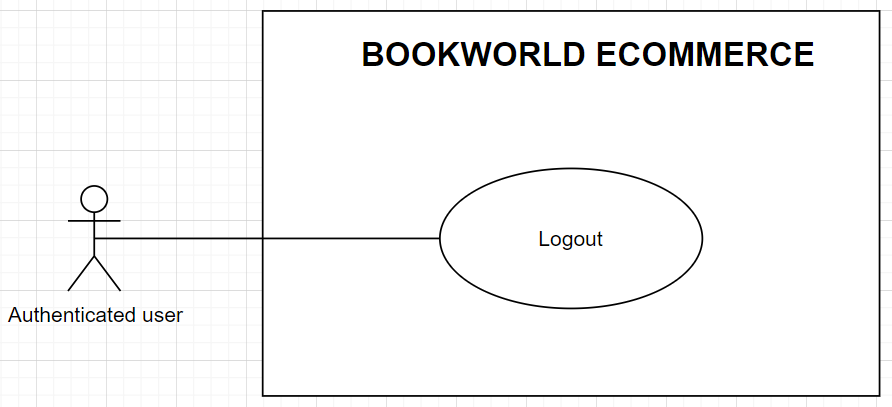 BOOKWORLD ECOMMERCE
Logout
Authenticated user